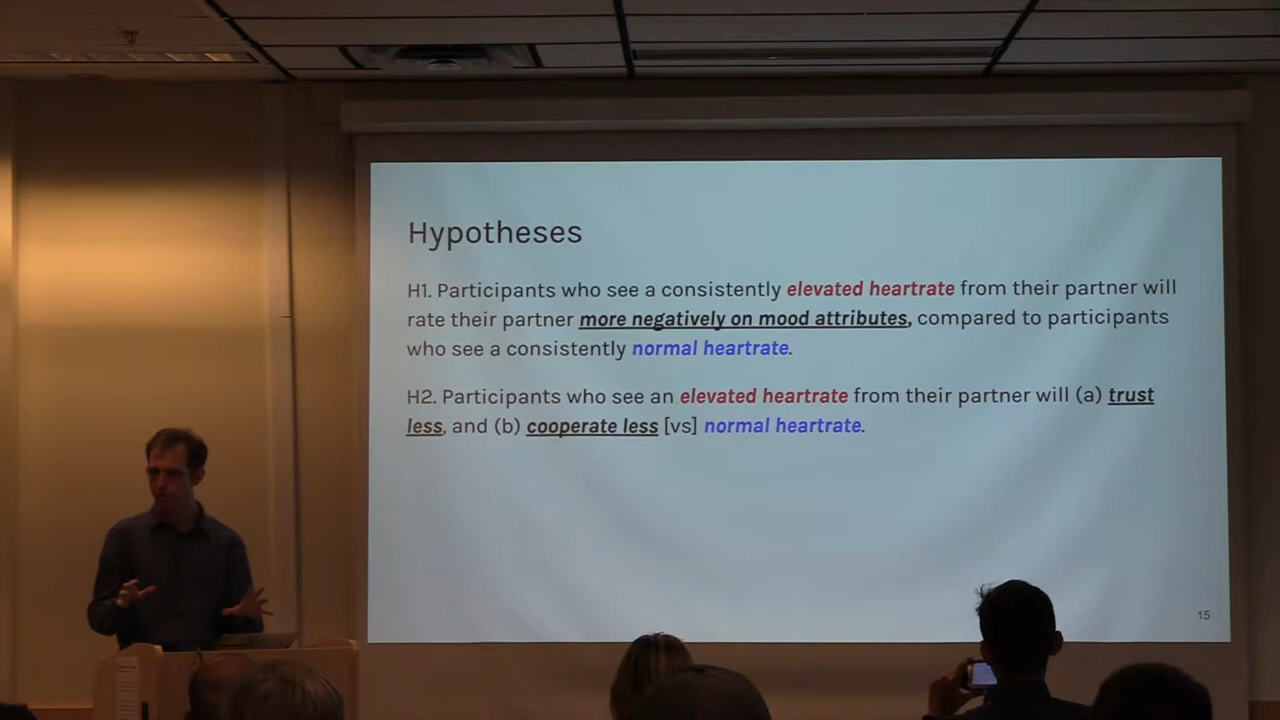 Hypotheses
H1. Participants who see a consistently elevated heartrate from their partner will
rate their partner more negatively on mood attributes, compared to participants
who see a consistently normal heartrate.
H2. Participants who see an elevated heartrate from their partner will (a) trust
less, and (b) cooperate less [vs] normal heartrate.
15